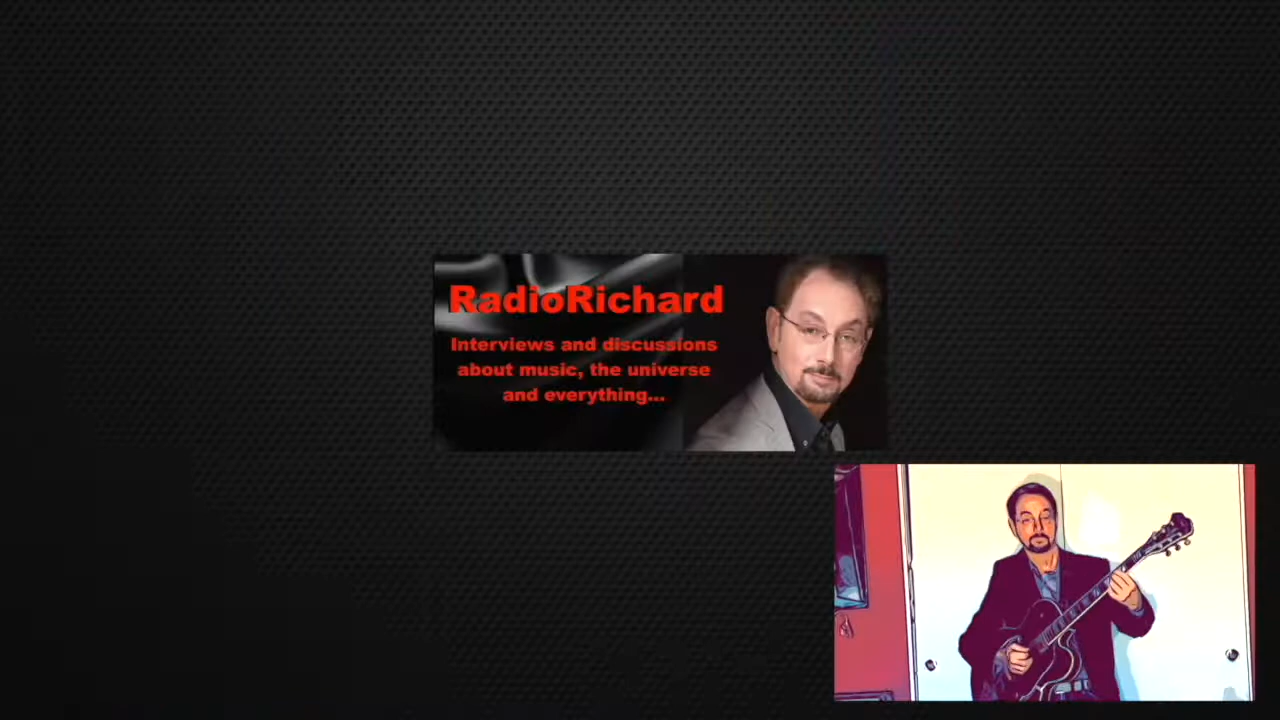 RadioRichard
Interviews and discussions
about music, the universe
and everything...